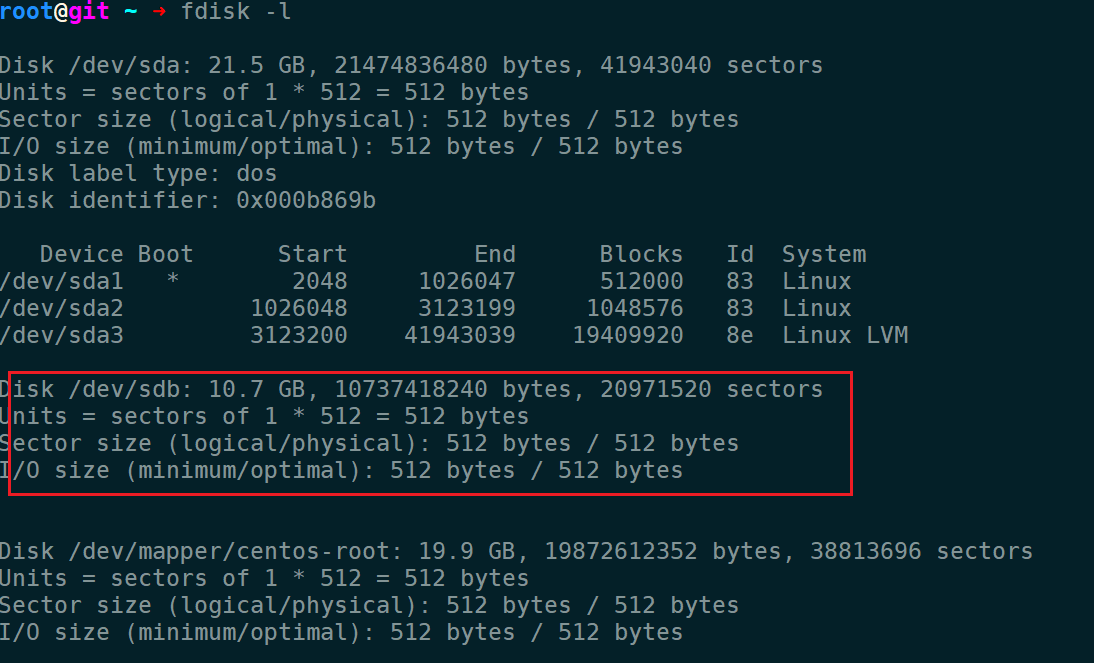 root@git ~ → fdisk -l
Disk /dev/sda: 21.5 GB, 21474836480 bytes, 41943040 sectors
Units = sectors of 1 * 512 = 512 bytes
Sector size (logical/physical): 512 bytes / 512 bytes
I/O size (minimum/optimal): 512 bytes / 512 bytes
Disk label type: dos
Disk identifier: 0x000b869b
   Device Boot      Start         End      Blocks   Id  System
/dev/sda1   *        2048     1026047      512000   83  Linux
/dev/sda2         1026048     3123199     1048576   83  Linux
/dev/sda3         3123200    41943039    19409920   8e  Linux LVM
Disk /dev/sdb: 10.7 GB, 10737418240 bytes, 20971520 sectors
Units = sectors of 1 * 512 = 512 bytes
Sector size (logical/physical): 512 bytes / 512 bytes
I/O size (minimum/optimal): 512 bytes / 512 bytes
Disk /dev/mapper/centos-root: 19.9 GB, 19872612352 bytes, 38813696 sectors
Units = sectors of 1 * 512 = 512 bytes
Sector size (logical/physical): 512 bytes / 512 bytes
I/O size (minimum/optimal): 512 bytes / 512 bytes